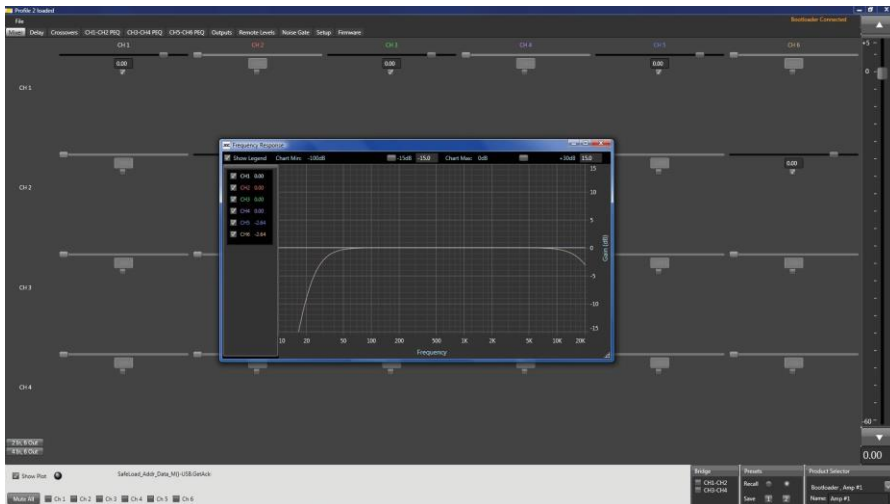 Profile 2 loaded
File
Bootloader Connected
Mixer Delay Crossovers CH1-CH2 PEQ CH3-CH4 PEQ CH5-CH6 PEQ Outputs Remote Levels Noise Gate Setup Firmware
CH 1 CH 2 CH 3 CH 4 CH 5 CH 6
+5
0.00 0.00 0.00
0
CH 1
Frequency Response
Show Legend Chart Min: -100dB -15dB -15.0 Chart Max: 0dB +30dB 15.0
CH1 0.00
CH2 0.00
CH3 0.00
CH4 0.00
CH5 -2.64
CH6 -2.64
15
10
5
0
-5
-10
-15
Gain (dB)
10 20 50 100 200 500 1K 2K 5K 10K 20K
Frequency
0.00
CH 2
CH 3
CH 4
-60
2 In, 6 Out
4 In, 6 Out
0.00
Show Plot
SafeLoad_Addr_Data_M()-USB:GetAck
Bridge
CH1-CH2
CH3-CH4
Presets
Recall
Save 1 2
Product Selector
Bootloader , Amp #1
Name: Amp #1
Mute All Ch 1 Ch 2 Ch 3 Ch 4 Ch 5 Ch 6